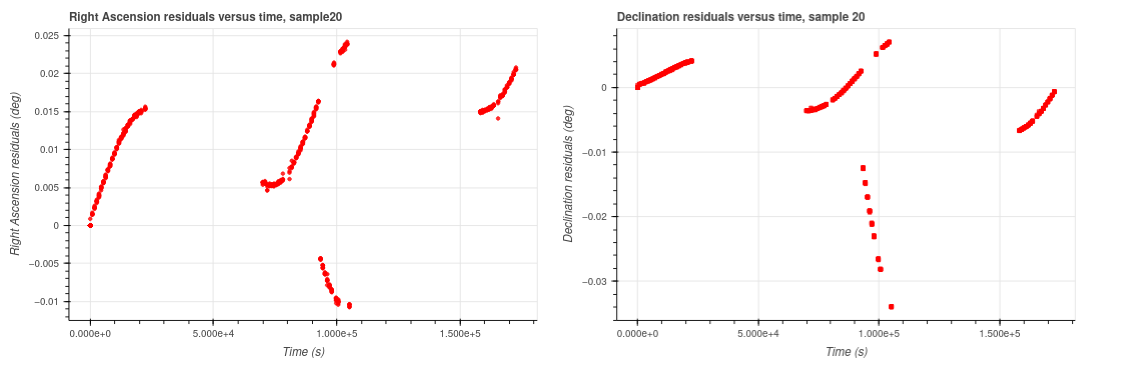 Right Ascension residuals versus time, sample20
Right Ascension residuals (deg)
0.025
0.02
0.015
0.01
0.005
0
−0.005
−0.01
0.000e+0
5.000e+4
1.000e+5
1.500e+5
Time (s)
Declination residuals versus time, sample 20
Declination residuals (deg)
0
−0.01
−0.02
−0.03
0.000e+0
5.000e+4
1.000e+5
1.500e+5
Time (s)